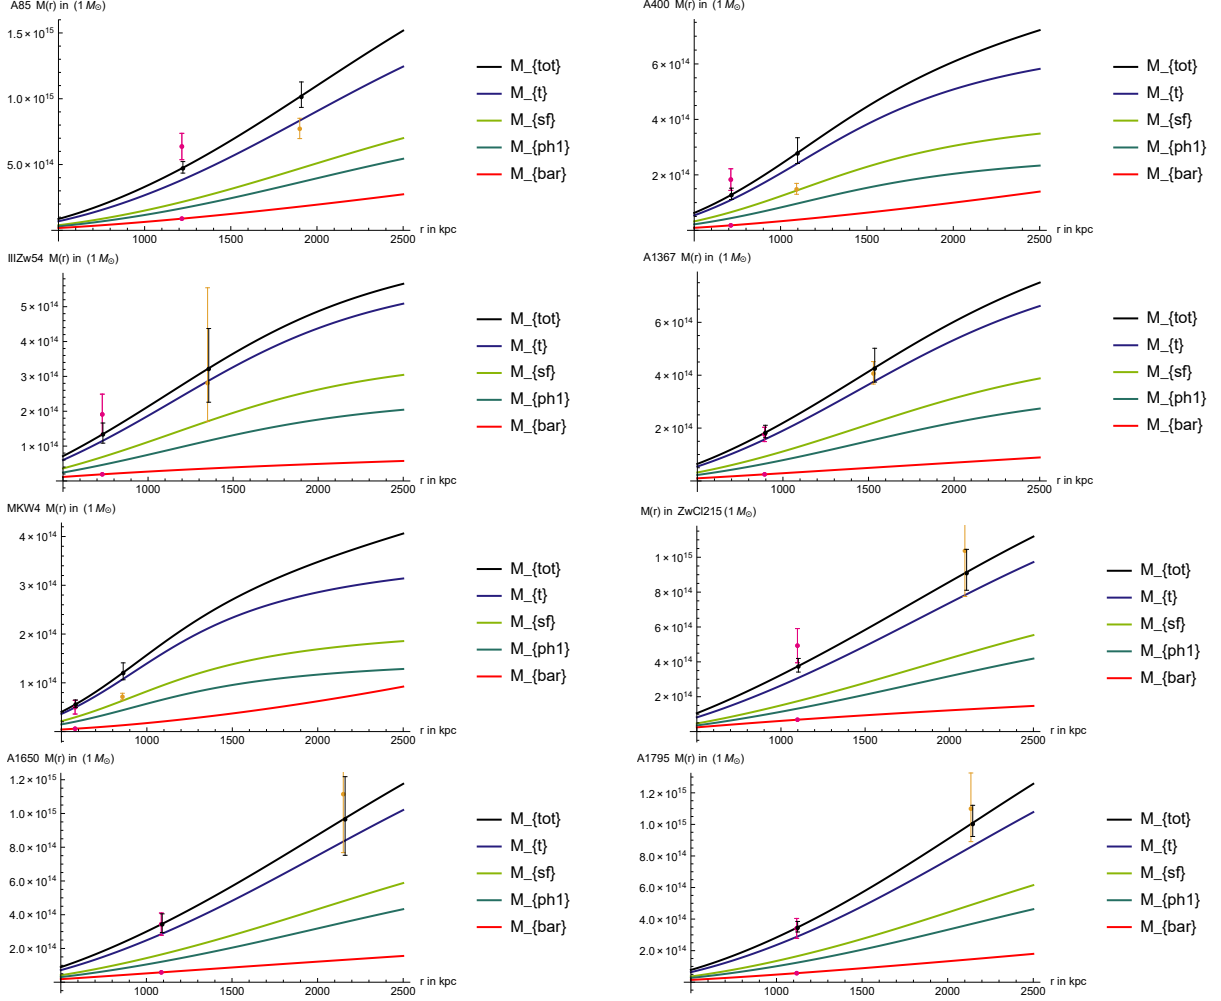 A85 M(r) in (1 M⊙)
1.5×10^15
1.0×10^15
5.0×10^14
1000 1500 2000 2500 r in kpc
M_{tot}
M_{t}
M_{sf}
M_{ph1}
M_{bar}
A400 M(r) in (1 M⊙)
6×10^14
4×10^14
2×10^14
1000 1500 2000 2500 r in kpc
M_{tot}
M_{t}
M_{sf}
M_{ph1}
M_{bar}
IIIZw54 M(r) in (1 M⊙)
5×10^14
4×10^14
3×10^14
2×10^14
1×10^14
1000 1500 2000 2500 r in kpc
M_{tot}
M_{t}
M_{sf}
M_{ph1}
M_{bar}
A1367 M(r) in (1 M⊙)
6×10^14
4×10^14
2×10^14
1000 1500 2000 2500 r in kpc
M_{tot}
M_{t}
M_{sf}
M_{ph1}
M_{bar}
MKW4 M(r) in (1 M⊙)
4×10^14
3×10^14
2×10^14
1×10^14
1000 1500 2000 2500 r in kpc
M_{tot}
M_{t}
M_{sf}
M_{ph1}
M_{bar}
M(r) in ZwCl215(1 M⊙)
1×10^15
8×10^14
6×10^14
4×10^14
2×10^14
1000 1500 2000 2500 r in kpc
M_{tot}
M_{t}
M_{sf}
M_{ph1}
M_{bar}
A1650 M(r) in (1 M⊙)
1.2×10^15
1.0×10^15
8.0×10^14
6.0×10^14
4.0×10^14
2.0×10^14
1000 1500 2000 2500 r in kpc
M_{tot}
M_{t}
M_{sf}
M_{ph1}
M_{bar}
A1795 M(r) in (1 M⊙)
1.2×10^15
1.0×10^15
8.0×10^14
6.0×10^14
4.0×10^14
2.0×10^14
1000 1500 2000 2500 r in kpc
M_{tot}
M_{t}
M_{sf}
M_{ph1}
M_{bar}